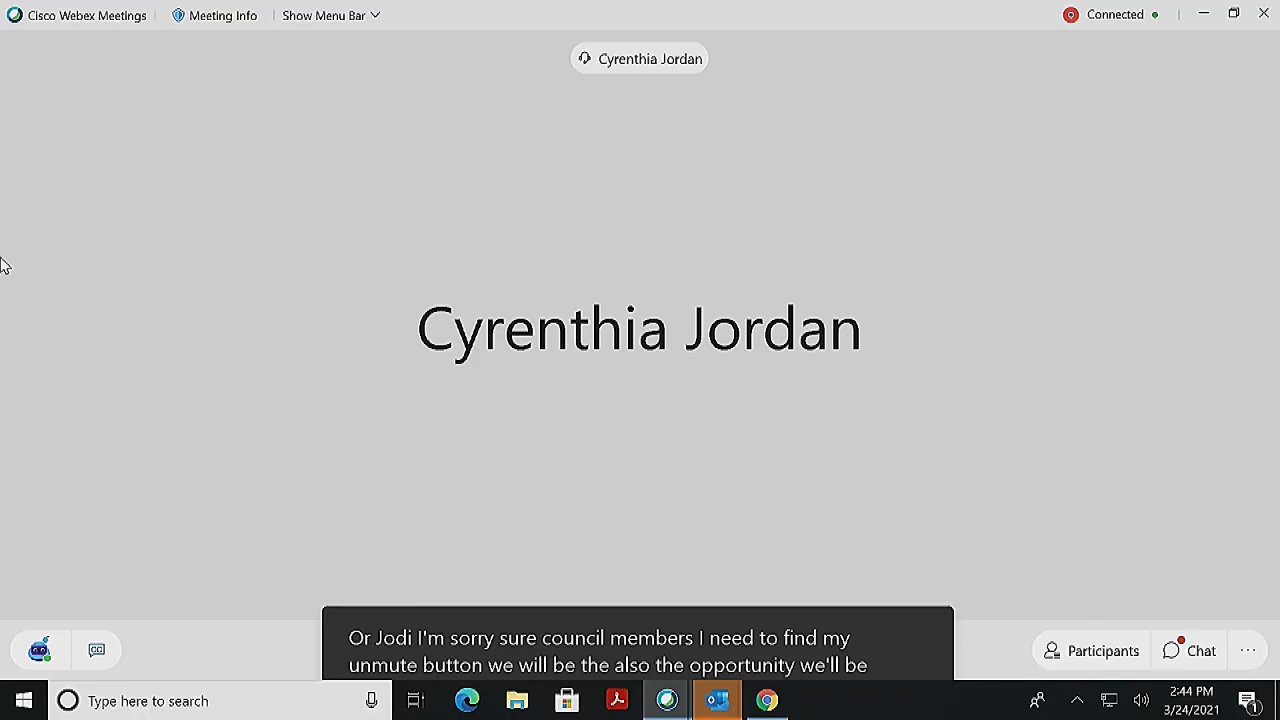 Cisco Webex Meetings
Meeting Info
Show Menu Bar
Connected
Cyrenthia Jordan
Cyrenthia Jordan
Or Jodi I'm sorry sure council members I need to find my
unmute button we will be the also the opportunity we'll be
Participants
Chat
Type here to search
2:44 PM
3/24/2021
1